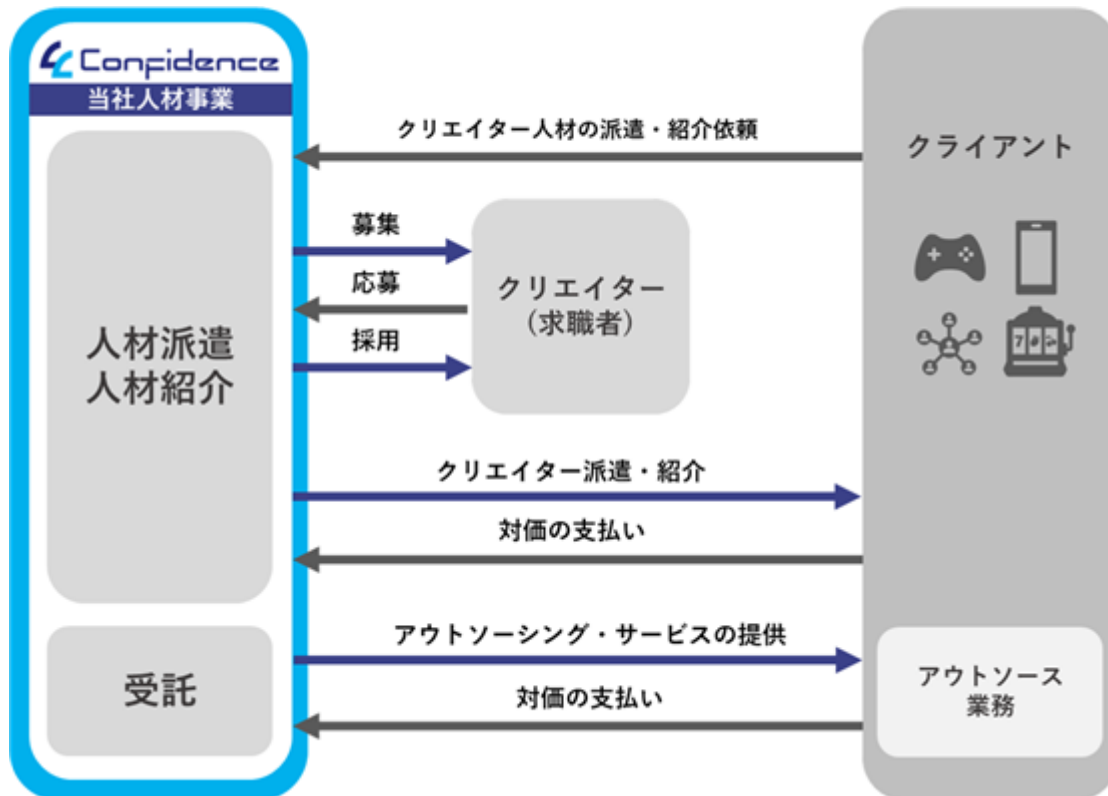 Confidence
当社人材事業
クリエイター人材の派遣・紹介依頼
クライアント
募集
応募
採用
クリエイター
(求職者)
人材派遣
人材紹介
クリエイター派遣・紹介
対価の支払い
アウトソーシング・サービスの提供
受託
対価の支払い
アウトソース
業務